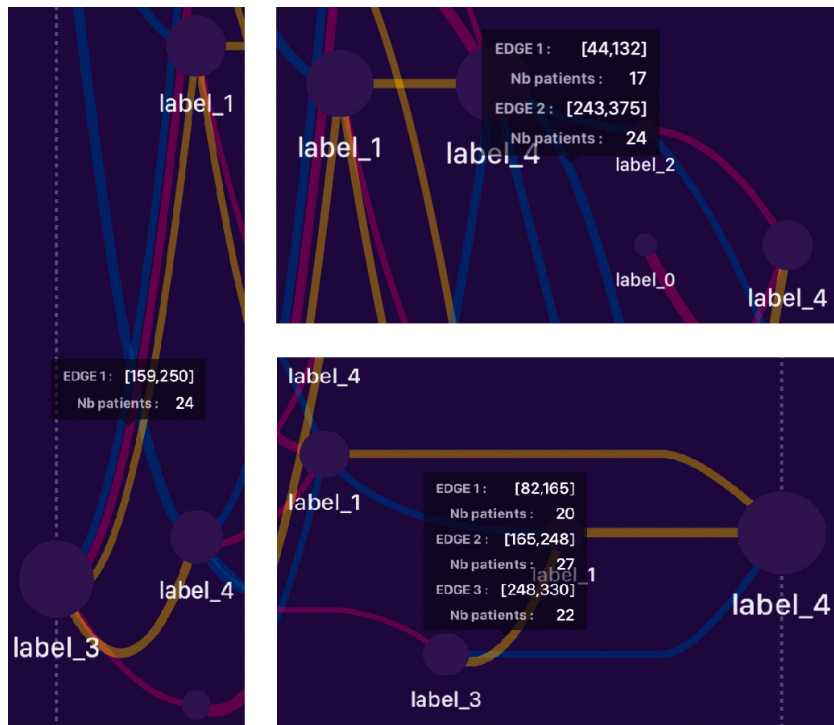 label_1
EDGE 1 : [159,250]
Nb patients : 24
label_4
label_3
EDGE 1 : [44,132]
Nb patients : 17
EDGE 2 : [243,375]
Nb patients : 24
label_1
label_4
label_2
label_0
label_4
label_4
label_1
EDGE 1 : [82,165]
Nb patients : 20
EDGE 2 : [165,248]
Nb patients : 27
label_1
EDGE 3 : [248,330]
Nb patients : 22
label_4
label_3